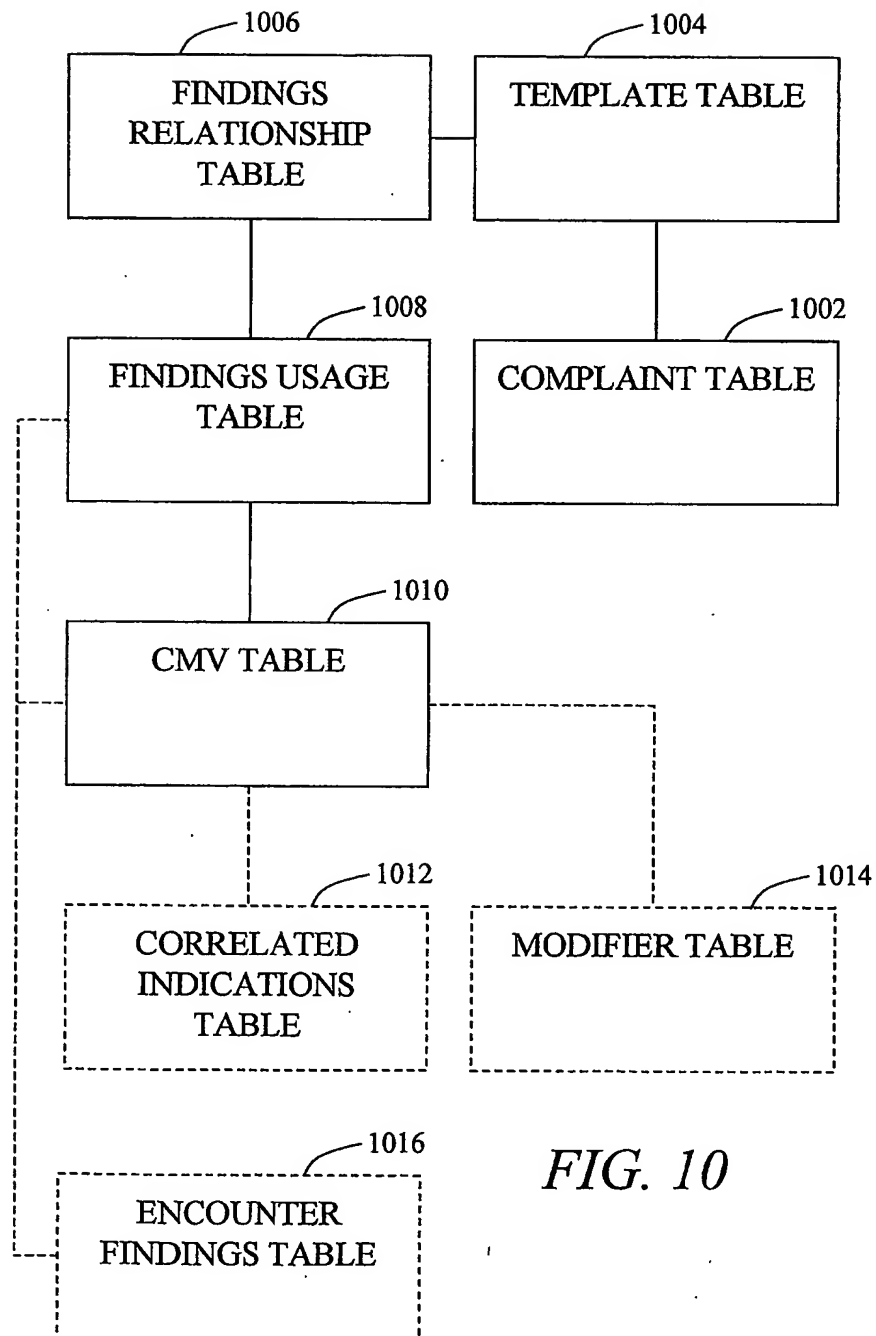 1006
FINDINGS
RELATIONSHIP
TABLE
1004
TEMPLATE TABLE
1008
FINDINGS USAGE
TABLE
1002
COMPLAINT TABLE
1010
CMV TABLE
1012
CORRELATED
INDICATIONS
TABLE
1014
MODIFIER TABLE
1016
ENCOUNTER
FINDINGS TABLE
FIG. 10